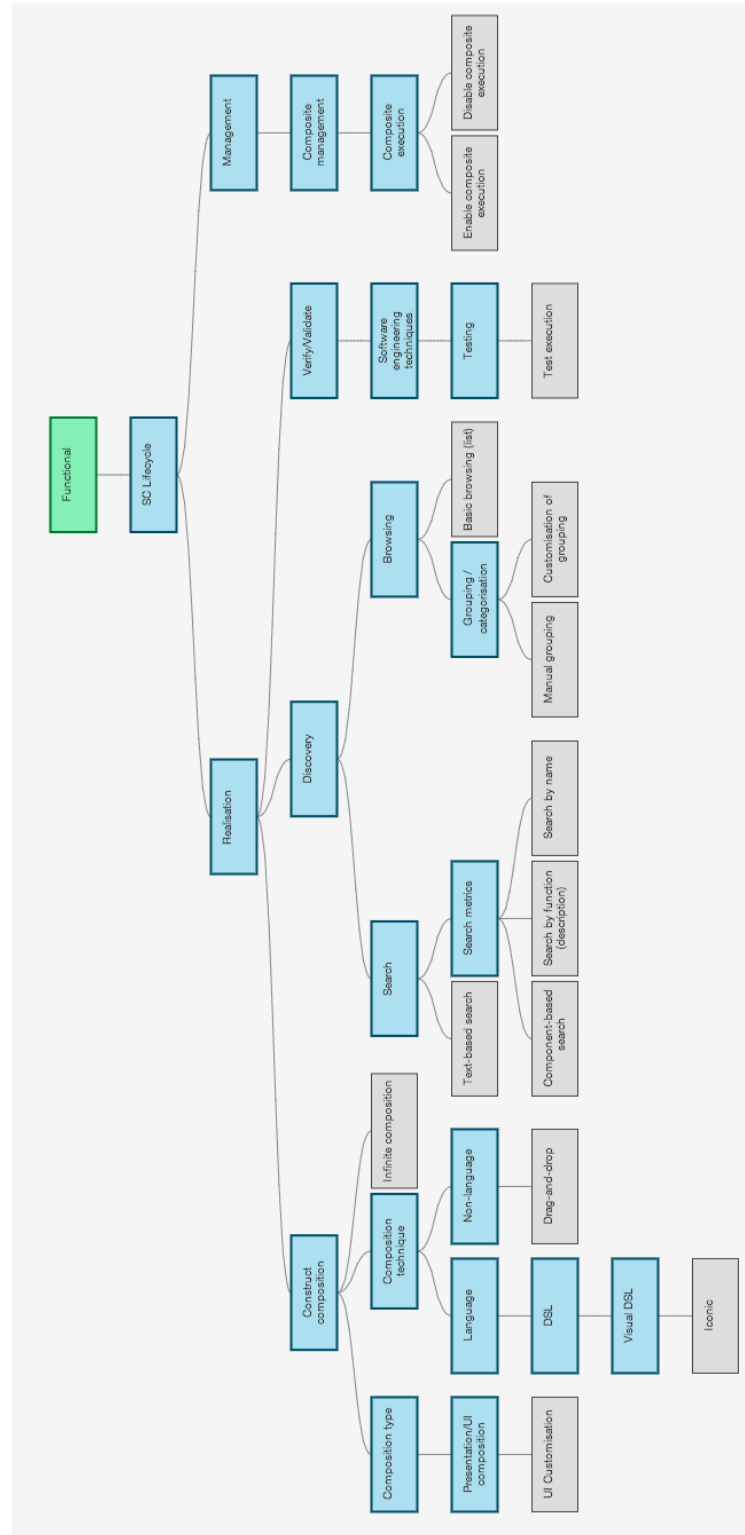 Functional
SC Lifecycle
Realisation
Management
Construct
composition
Discovery
Verify/Validate
Composite
management
Composition type
Composition
technique
Infinite composition
Search
Browsing
Software
engineering
techniques
Composite
execution
Presentation/UI
composition
Language
Non-language
Text-based search
Search metrics
Grouping /
categorisation
Basic browsing (list)
Testing
Enable composite
execution
Disable composite
execution
UI Customisation
DSL
Drag-and-drop
Component-based
search
Search by function
(description)
Search by name
Manual grouping
Customisation of
grouping
Test execution
Visual DSL
Iconic